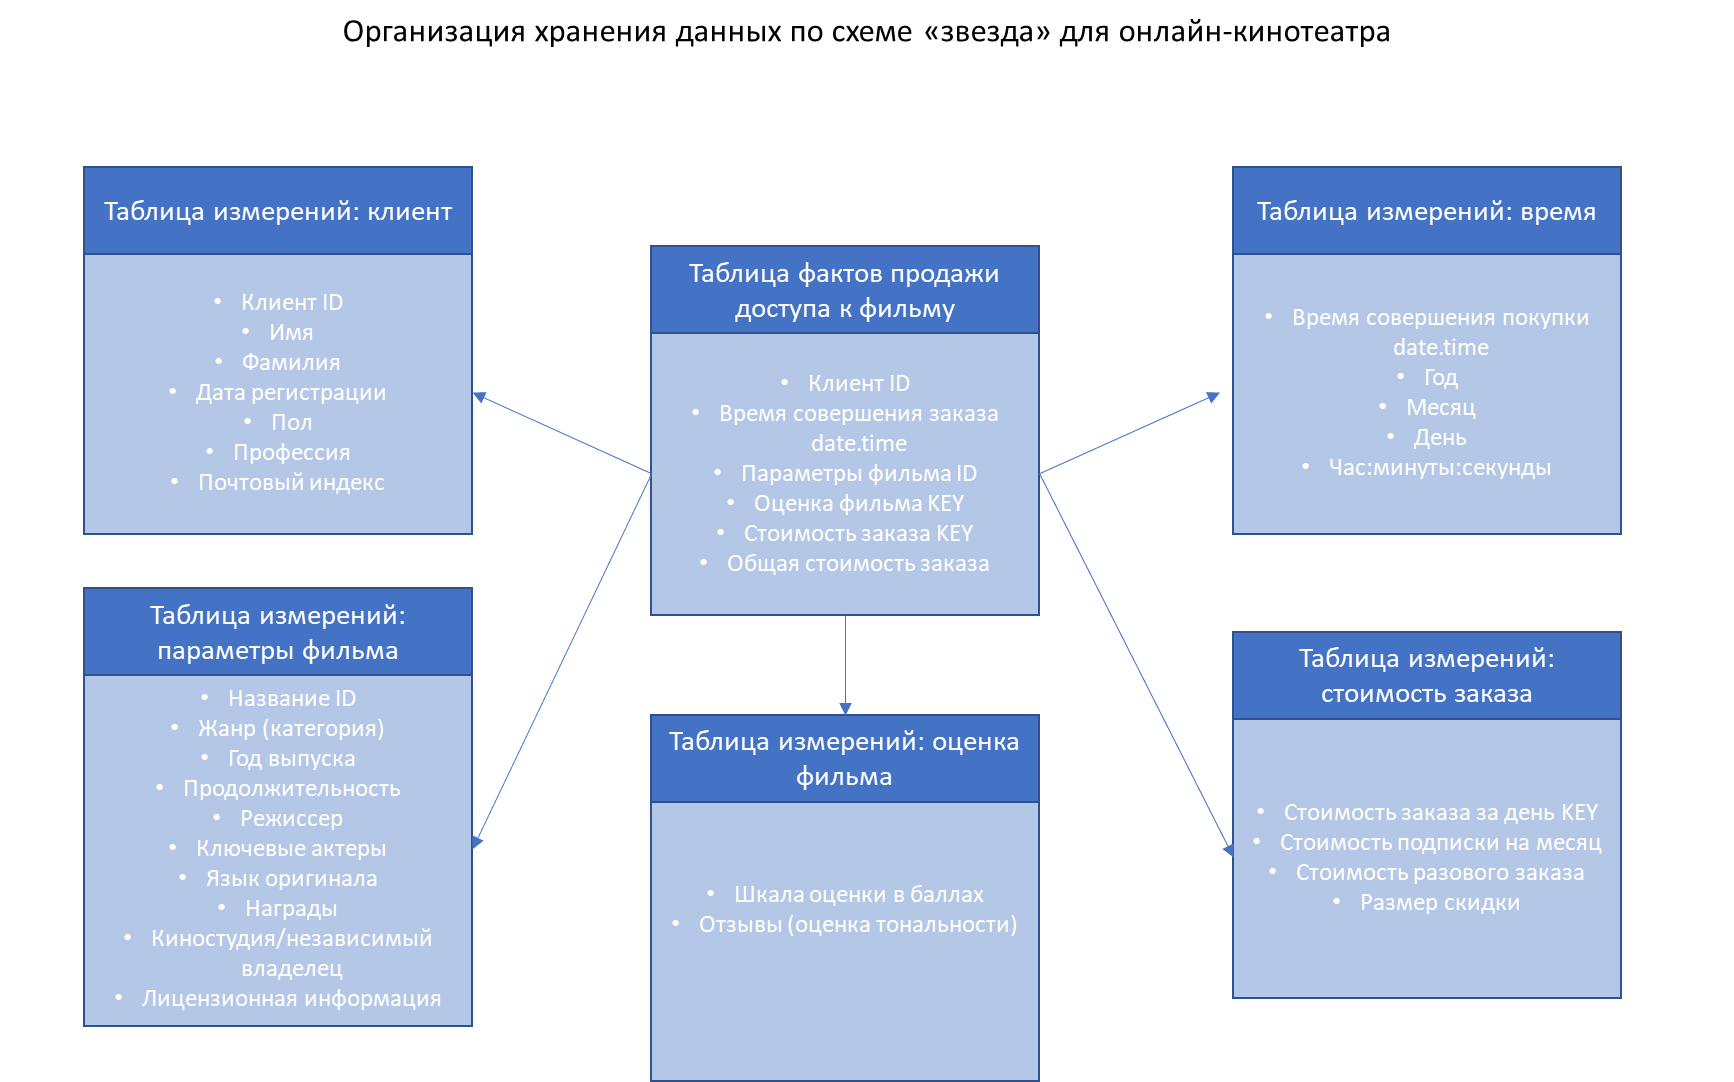 Организация хранения данных по схеме «звезда» для онлайн-кинотеатра
Таблица измерений: клиент
• Клиент ID
• Имя
• Фамилия
• Дата регистрации
• Пол
• Профессия
• Почтовый индекс
Таблица измерений:
параметры фильма
• Название ID
• Жанр (категория)
• Год выпуска
• Продолжительность
• Режиссер
• Ключевые актеры
• Язык оригинала
• Награды
• Киностудия/независимый
владелец
• Лицензионная информация
Таблица фактов продажи
доступа к фильму
• Клиент ID
• Время совершения заказа
date.time
• Параметры фильма ID
• Оценка фильма KEY
• Стоимость заказа KEY
• Общая стоимость заказа
Таблица измерений: оценка
фильма
• Шкала оценки в баллах
• Отзывы (оценка тональности)
Таблица измерений: время
• Время совершения покупки
date.time
• Год
• Месяц
• День
• Час:минуты:секунды
Таблица измерений:
стоимость заказа
• Стоимость заказа за день KEY
• Стоимость подписки на месяц
• Стоимость разового заказа
• Размер скидки